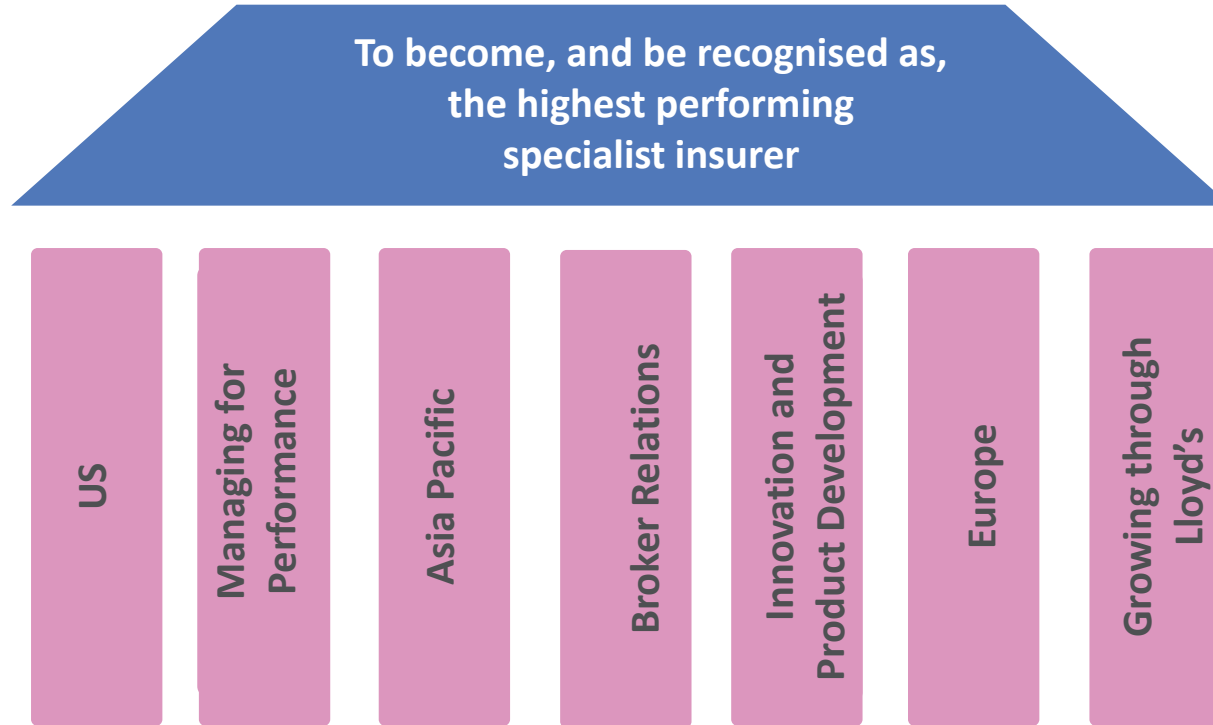 To become, and be recognised as,
the highest performing
specialist insurer
US
Managing for
Performance
Asia Pacific
Broker Relations
Innovation and
Product Development
Europe
Growing through
Lloyd’s